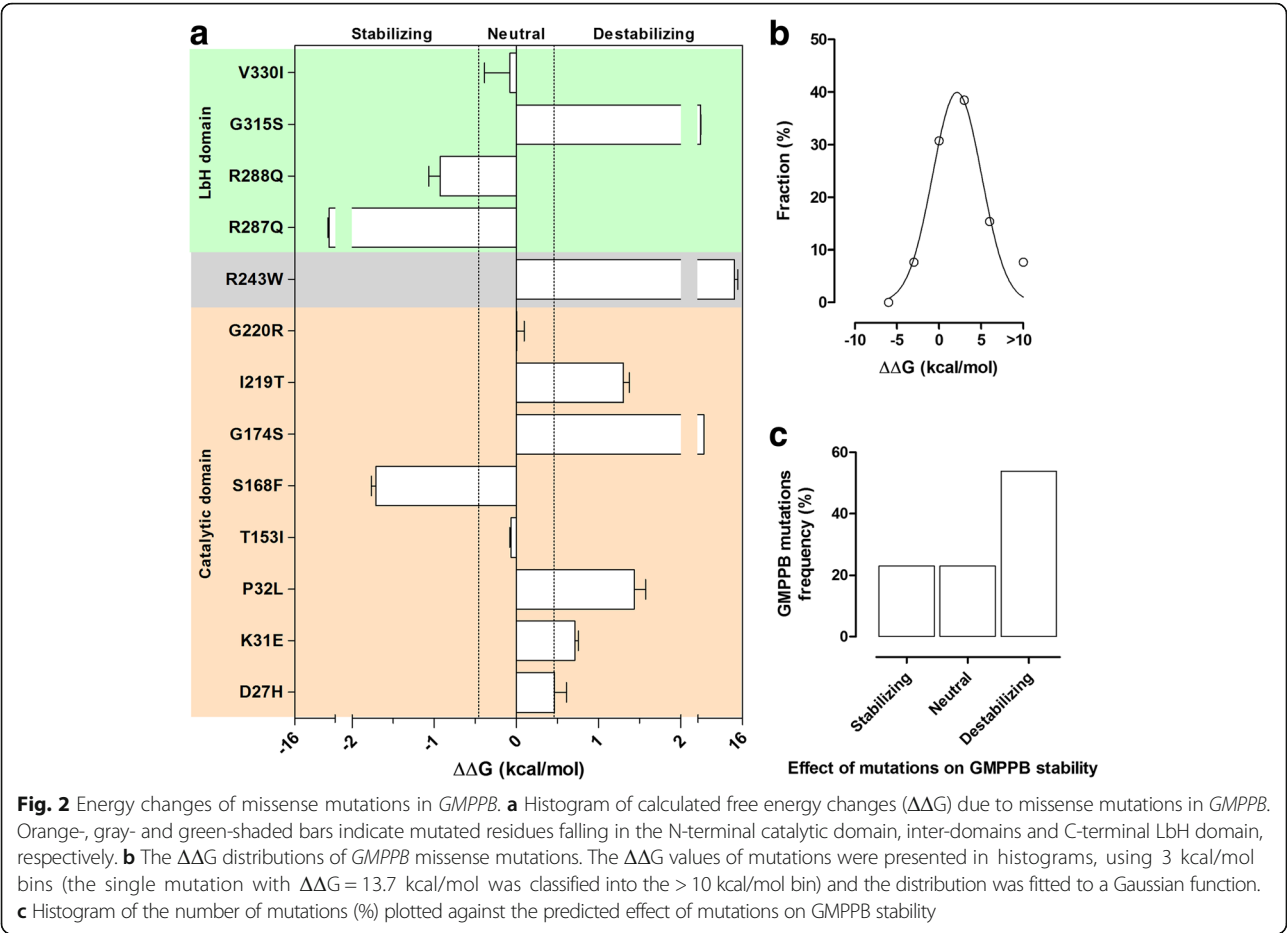 a
Stabilizing Neutral Destabilizing
LbH domain
Catalytic domain
V330I
G315S
R288Q
R287Q
R243W
G220R
I219T
G174S
S168F
T153I
P32L
K31E
D27H
-16 -2 -1 0 1 2 16
ΔΔG (kcal/mol)
b
Fraction (%)
50
40
30
20
10
0
-10 -5 0 5 >10
ΔΔG (kcal/mol)
c
GMPPB mutations
frequency (%)
60
40
20
0
Stabilizing
Neutral
Destabilizing
Effect of mutations on GMPPB stability
Fig. 2 Energy changes of missense mutations in GMPPB. a Histogram of calculated free energy changes (ΔΔG) due to missense mutations in GMPPB.
Orange-, gray- and green-shaded bars indicate mutated residues falling in the N-terminal catalytic domain, inter-domains and C-terminal LbH domain,
respectively. b The ΔΔG distributions of GMPPB missense mutations. The ΔΔG values of mutations were presented in histograms, using 3 kcal/mol
bins (the single mutation with ΔΔG = 13.7 kcal/mol was classified into the > 10 kcal/mol bin) and the distribution was fitted to a Gaussian function.
c Histogram of the number of mutations (%) plotted against the predicted effect of mutations on GMPPB stability